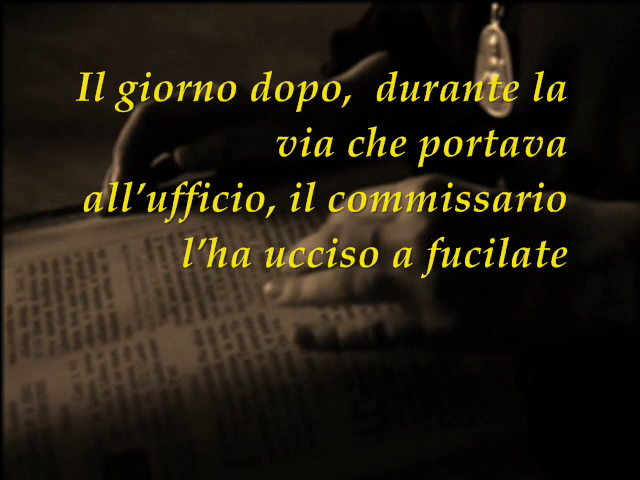 Il giorno dopo,  durante la
via che portava
all’ufficio, il commissario
l’ha ucciso a fucilate